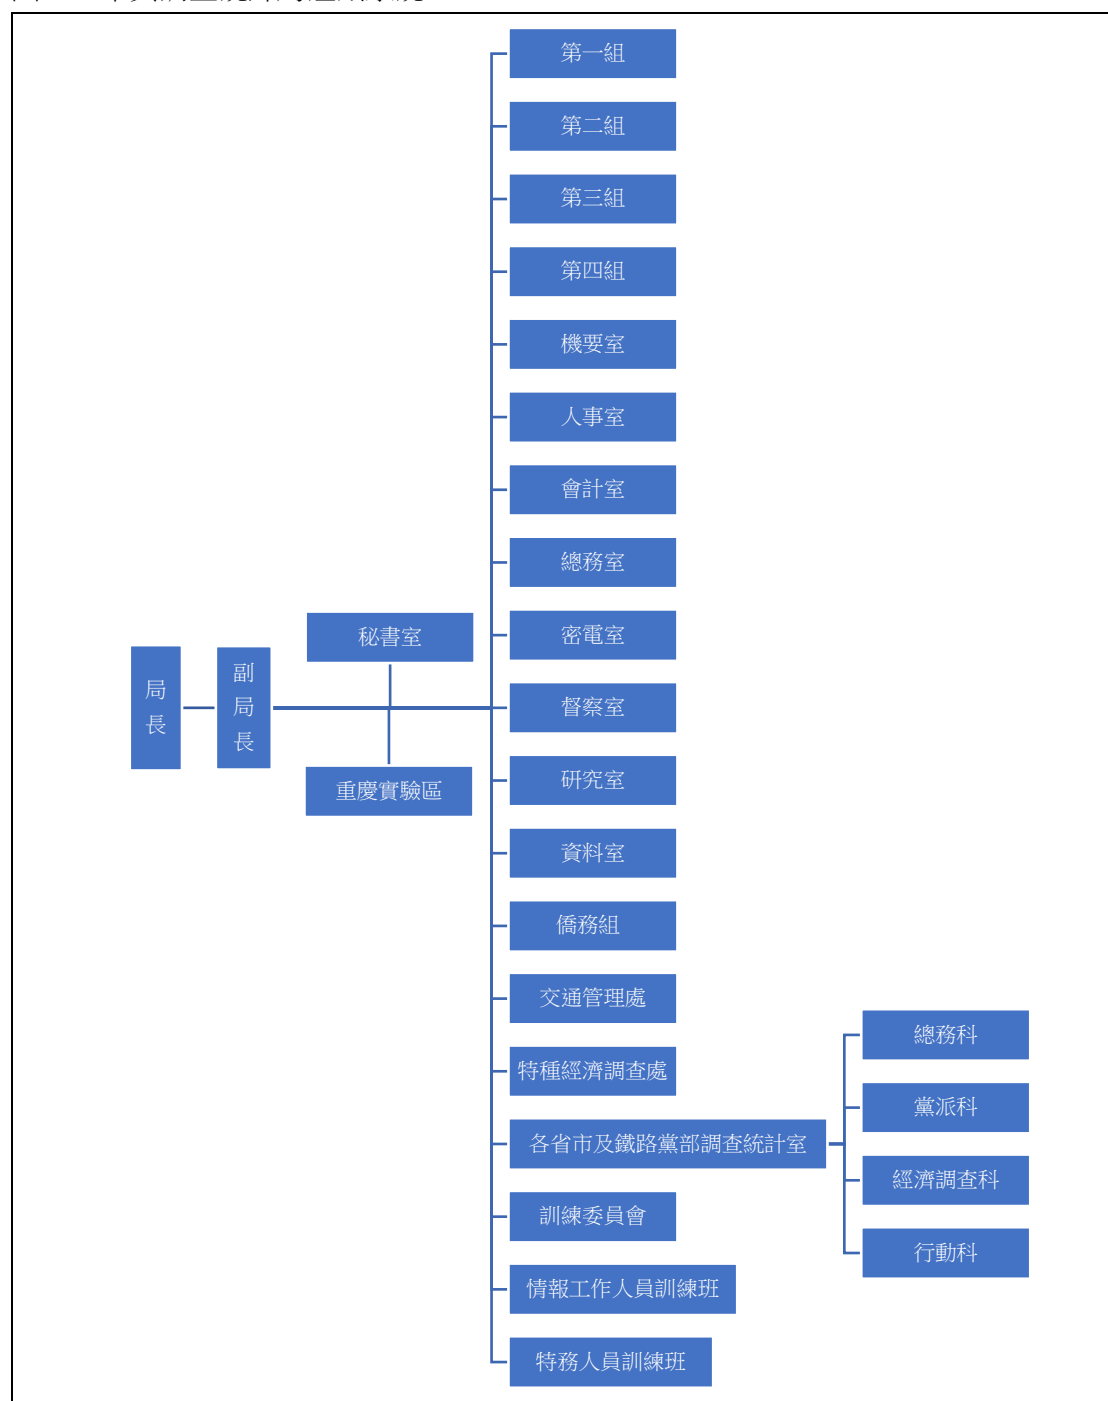 局長
副局長
秘書室
重慶實驗區
第一組
第二組
第三組
第四組
機要室
人事室
會計室
總務室
密電室
督察室
研究室
資料室
僑務組
交通管理處
特種經濟調查處
各省市及鐵路黨部調查統計室
訓練委員會
情報工作人員訓練班
特務人員訓練班
總務科
黨派科
經濟調查科
行動科